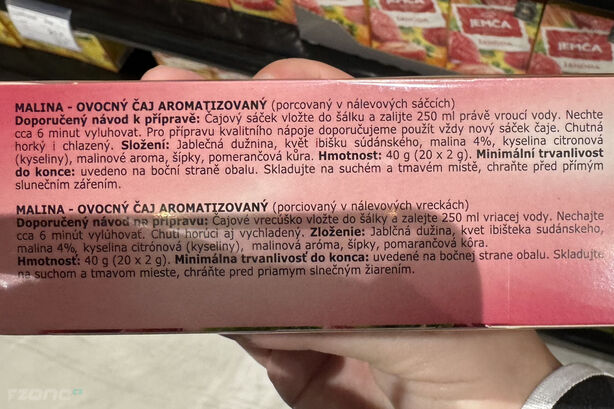 JEMČA
JEMČA
MALINA - OVOCNÝ ČAJ AROMATIZOVANÝ (porcovaný v nálevových sáčcích)
Doporučený návod k přípravě: Čajový sáček vložte do šálku a zalijte 250 ml právě vroucí vody. Nechte
cca 6 minut vyluhovat. Pro přípravu kvalitního nápoje doporučujeme použít vždy nový sáček čaje. Chutná
horký i chlazený. Složení: Jablečná dužnina, květ ibišku súdánského, malina 4%, kyselina citronová
(kyseliny), malinové aroma, šípky, pomerančová kůra. Hmotnost: 40 g (20 x 2 g). Minimální trvanlivost
do konce: uvedeno na boční straně obalu. Skladujte na suchém a tmavém místě, chraňte před přímým
slunečním zářením.
MALINA - OVOCNÝ ČAJ AROMATIZOVANÝ (porciovaný v nálevových vreckách)
Doporučený návod na prípravu: Čajové vrecúško vložte do šálky a zalejte 250 ml vriacej vody. Nechajte
cca 6 minút vylúhovať. Chutí horúci aj vychladený. Zloženie: Jablčná dužina, kvet ibišteka sudánskeho,
malina 4%, kyselina citrónová (kyseliny), malinová aróma, šípky, pomarančová kôra.
Hmotnosť: 40 g (20 x 2 g). Minimálna trvanlivosť do konca: uvedené na bočnej strane obalu. Skladujte
na suchom a tmavom mieste, chráňte pred priamym slnečným žiarením.